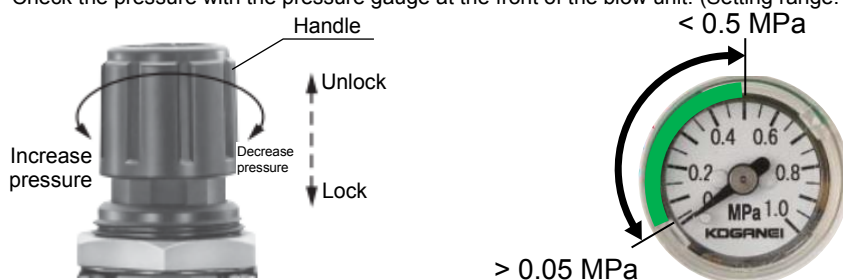 Check the pressure with the pressure gauge at the front of the blow unit. (Setting range:
Handle
Unlock
Increase
pressure
Decrease
pressure
Lock
< 0.5 MPa
0.4 0.6
0.2 0.8
0
MPa 1.0
KOGANEI
> 0.05 MPa